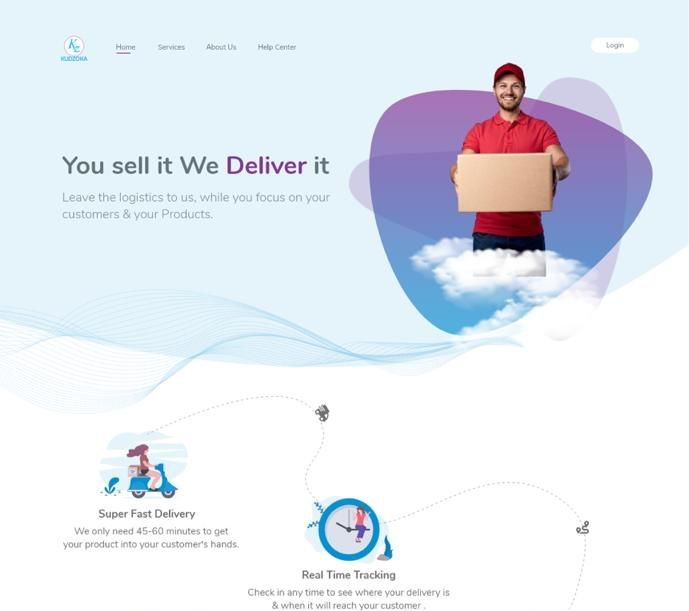 KUDZOKA
Home
Services
About Us
Help Center
Login
You sell it We Deliver it
Leave the logistics to us, while you focus on your
customers & your Products.
Super Fast Delivery
We only need 45-60 minutes to get
your product into your customer's hands.
Real Time Tracking
Check in any time to see where your delivery is
& when it will reach your customer .